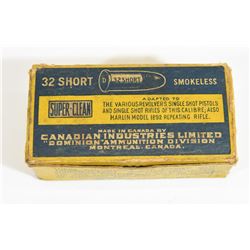 32 SHORT
D 32 SHORT
SMOKELESS
SUPER-CLEAN
ADAPTED TO
THE VARIOUS REVOLVERS SINGLE SHOT PISTOLS
AND SINGLE SHOT RIFLES OF THIS CALIBRE; ALSO
MARLIN MODEL 1892 REPEATING RIFLE.
MADE IN CANADA BY
CANADIAN INDUSTRIES LIMITED
"DOMINION" AMMUNITION DIVISION
MONTREAL, CANADA.